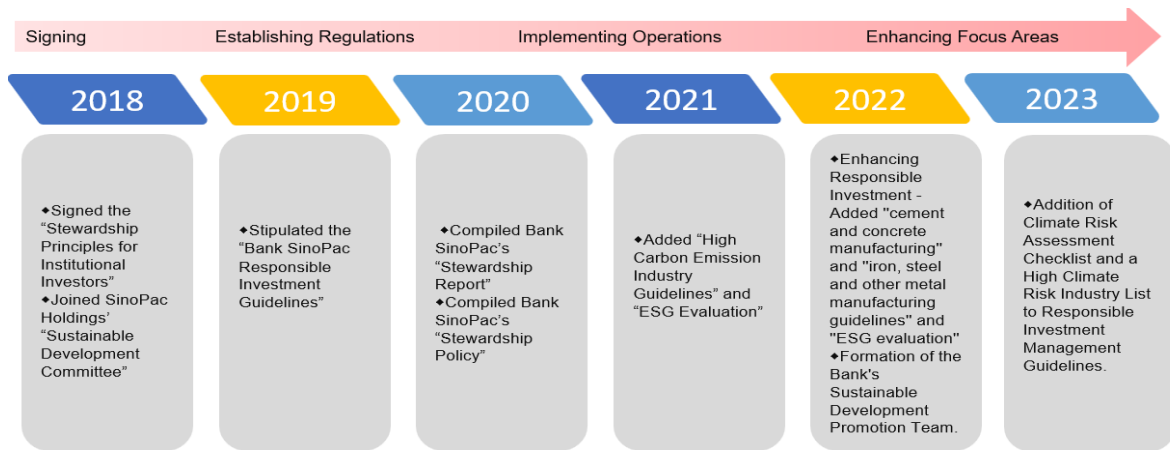 Signing
Establishing Regulations
Implementing Operations
Enhancing Focus Areas
2018
2019
2020
2021
2022
2023
◆Signed the
“Stewardship
Principles for
Institutional
Investors”
◆Joined SinoPac
Holdings’
“Sustainable
Development
Committee”
◆Stipulated the
“Bank SinoPac
Responsible
Investment
Guidelines”
◆Compiled Bank
SinoPac’s
“Stewardship
Report”
◆Compiled Bank
SinoPac’s
“Stewardship
Policy”
◆Added “High
Carbon Emission
Industry
Guidelines” and
“ESG Evaluation”
◆Enhancing
Responsible
Investment -
Added "cement
and concrete
manufacturing"
and "iron, steel
and other metal
manufacturing
guidelines" and
"ESG evaluation"
◆Formation of the
Bank's
Sustainable
Development
Promotion Team.
◆Addition of
Climate Risk
Assessment
Checklist and a
High Climate
Risk Industry List
to Responsible
Investment
Management
Guidelines.